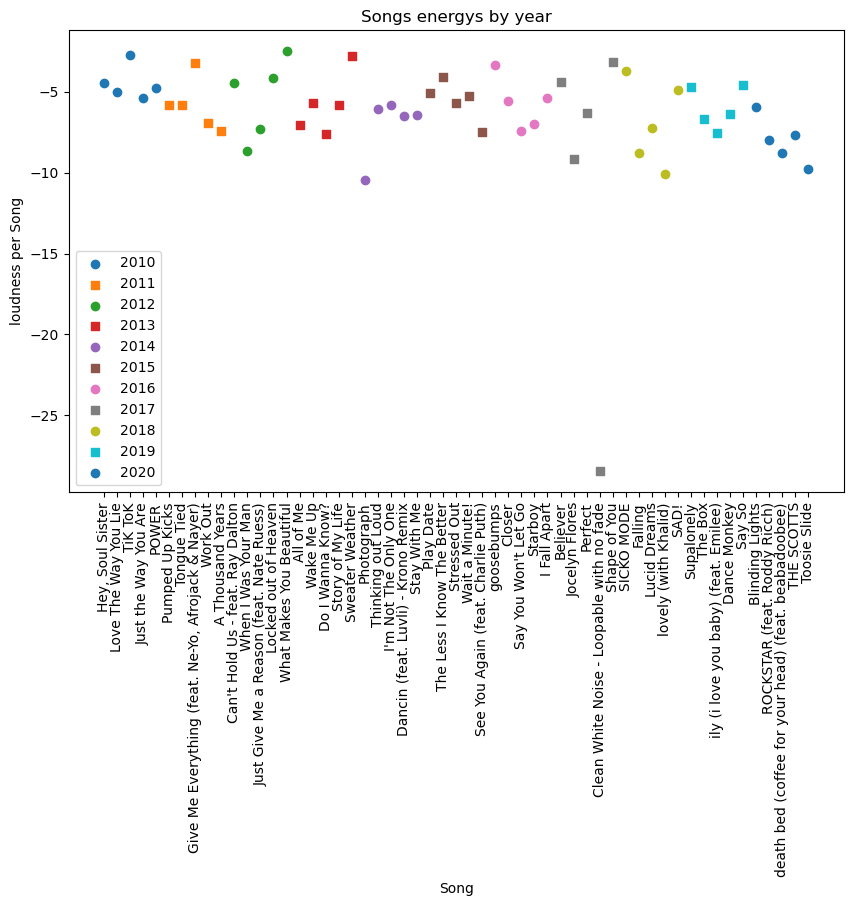 Songs energys by year
loudness per Song
−5
−10
−15
−20
−25
2010
2011
2012
2013
2014
2015
2016
2017
2018
2019
2020
Hey, Soul Sister
Love The Way You Lie
TiK ToK
Just the Way You Are
POWER
Pumped Up Kicks
Tongue Tied
Give Me Everything (feat. Ne-Yo, Afrojack & Nayer)
Work Out
A Thousand Years
Can't Hold Us - feat. Ray Dalton
When I Was Your Man
Just Give Me a Reason (feat. Nate Ruess)
Locked out of Heaven
What Makes You Beautiful
All of Me
Wake Me Up
Do I Wanna Know?
Story of My Life
Sweater Weather
Photograph
Thinking out Loud
I'm Not The Only One
Dancin (feat. Luvli) - Krono Remix
Stay With Me
Play Date
The Less I Know The Better
Stressed Out
Wait a Minute!
See You Again (feat. Charlie Puth)
goosebumps
Closer
Say You Won't Let Go
Starboy
I Fall Apart
Believer
Jocelyn Flores
Perfect
Clean White Noise - Loopable with no fade
Shape of You
SICKO MODE
Falling
Lucid Dreams
lovely (with Khalid)
SAD!
Supalonely
The Box
ily (i love you baby) (feat. Emilee)
Dance Monkey
Say So
Blinding Lights
ROCKSTAR (feat. Roddy Ricch)
death bed (coffee for your head) (feat. beabadoobee)
THE SCOTTS
Toosie Slide
Song